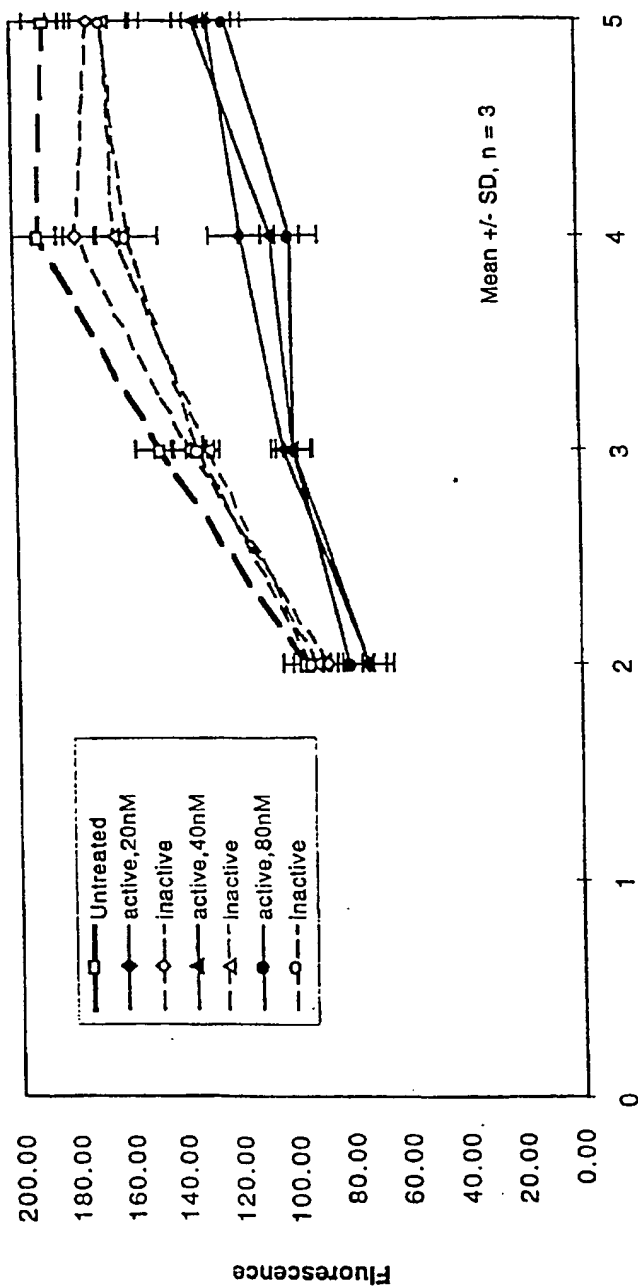 Fluorescence
200.00
180.00
160.00
140.00
120.00
100.00
80.00
60.00
40.00
20.00
0.00
Untreated
active,20nM
inactive
active,40nM
inactive
active,80nM
inactive
Mean +/- SD, n = 3
0
1
2
3
4
5